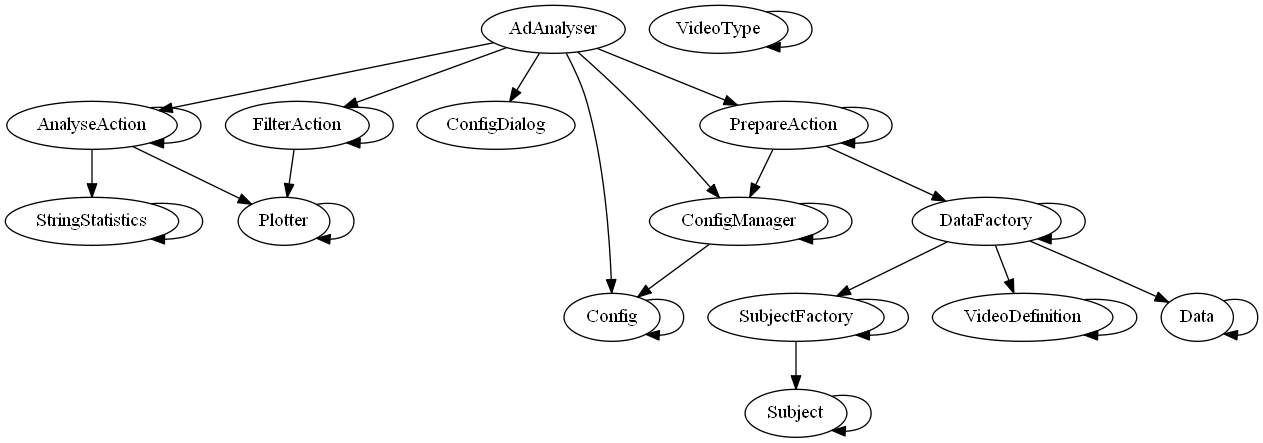 AdAnalyser
VideoType
AnalyseAction
FilterAction
ConfigDialog
PrepareAction
StringStatistics
Plotter
ConfigManager
DataFactory
Config
SubjectFactory
VideoDefinition
Data
Subject